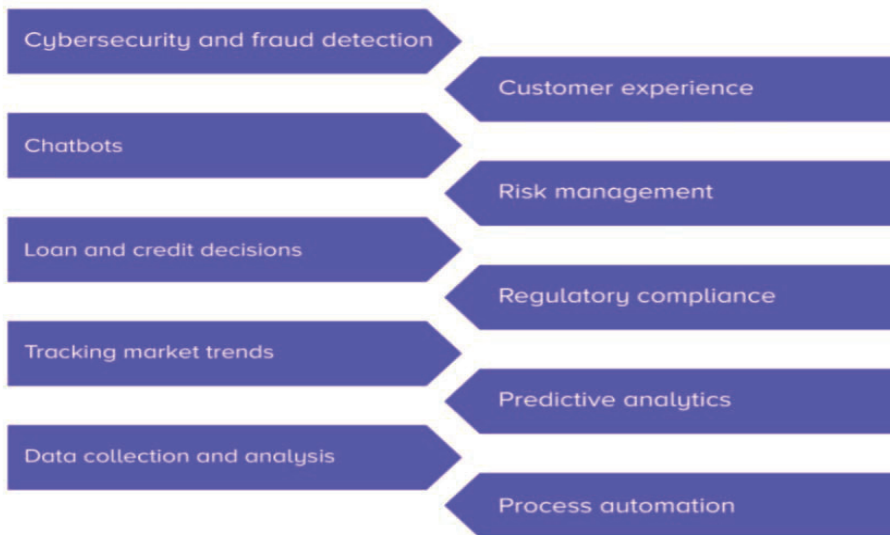 Cybersecurity and fraud detection
Customer experience
Chatbots
Risk management
Loan and credit decisions
Regulatory compliance
Tracking market trends
Predictive analytics
Data collection and analysis
Process automation